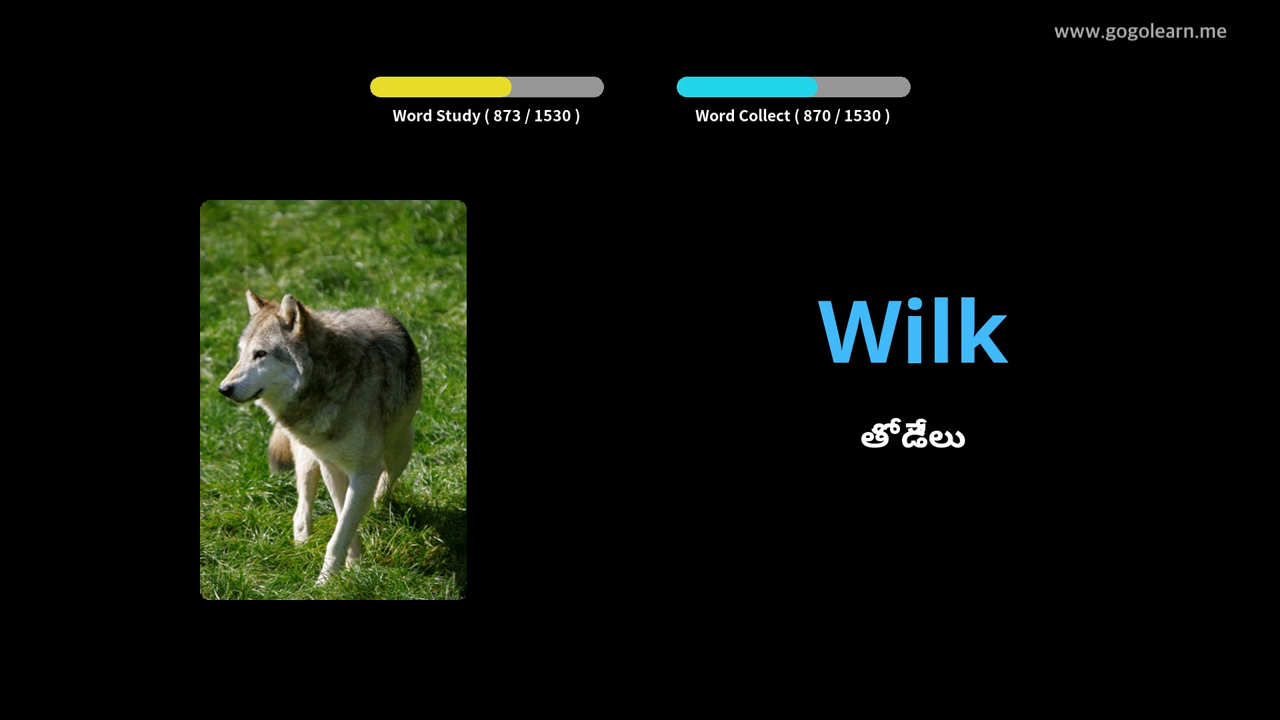 www.gogolearn.me
Word Study ( 873 / 1530 )
Word Collect ( 870 / 1530 )
Wilk
తోడేలు